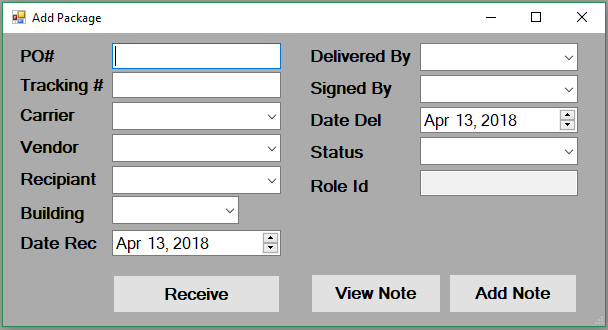 Add Package
PO#
Tracking #
Carrier
Vendor
Recipiant
Building
Date Rec Apr 13, 2018
Receive
Delivered By
Signed By
Date Del Apr 13, 2018
Status
Role Id
View Note Add Note